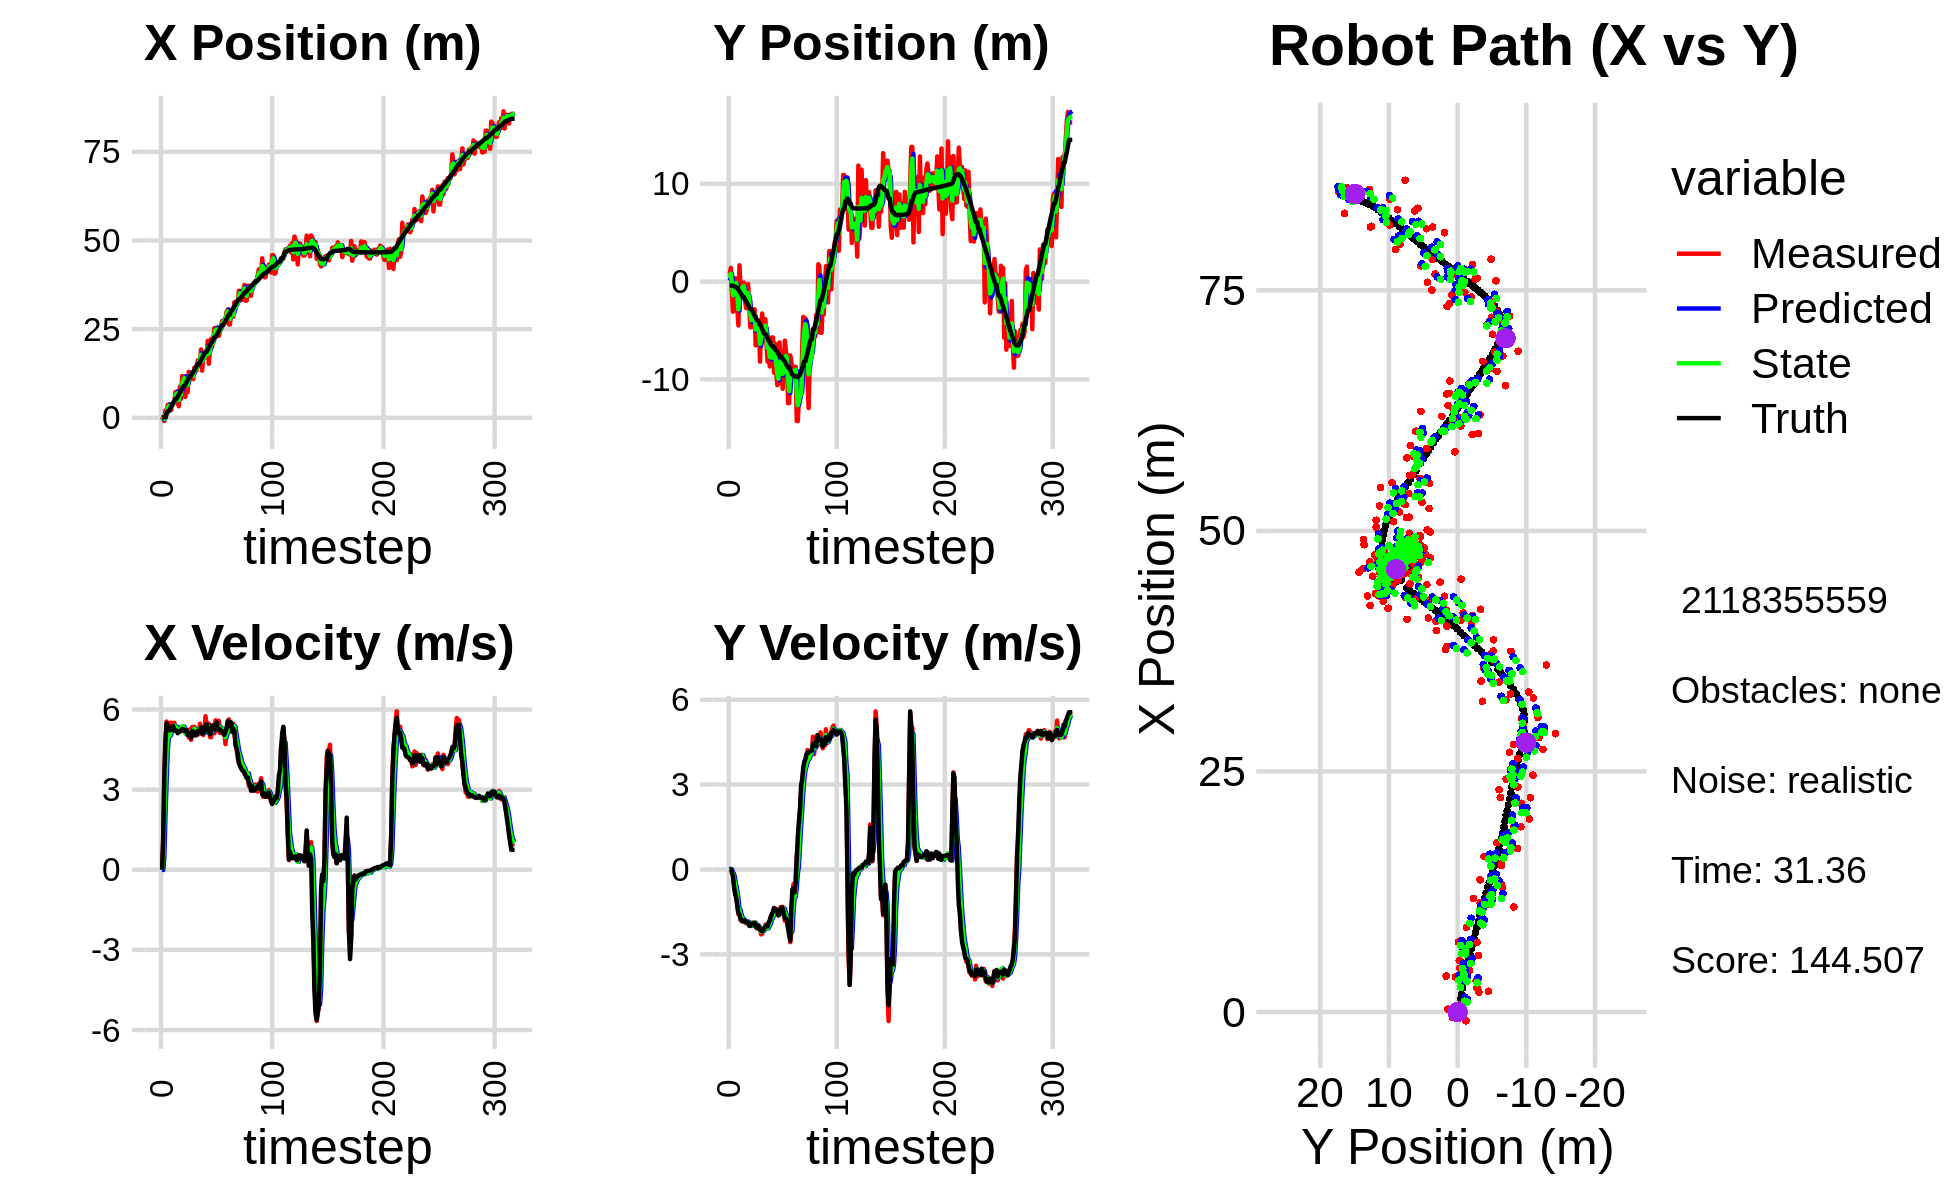 X Position (m)
75
50
25
0
0
100
200
300
timestep
Y Position (m)
10
0
-10
0
100
200
300
timestep
X Velocity (m/s)
6
3
0
-3
-6
0
100
200
300
timestep
Y Velocity (m/s)
6
3
0
-3
0
100
200
300
timestep
Robot Path (X vs Y)
X Position (m)
75
50
25
0
20 10 0 -10 -20
Y Position (m)
variable
Measured
Predicted
State
Truth
2118355559
Obstacles: none
Noise: realistic
Time: 31.36
Score: 144.507